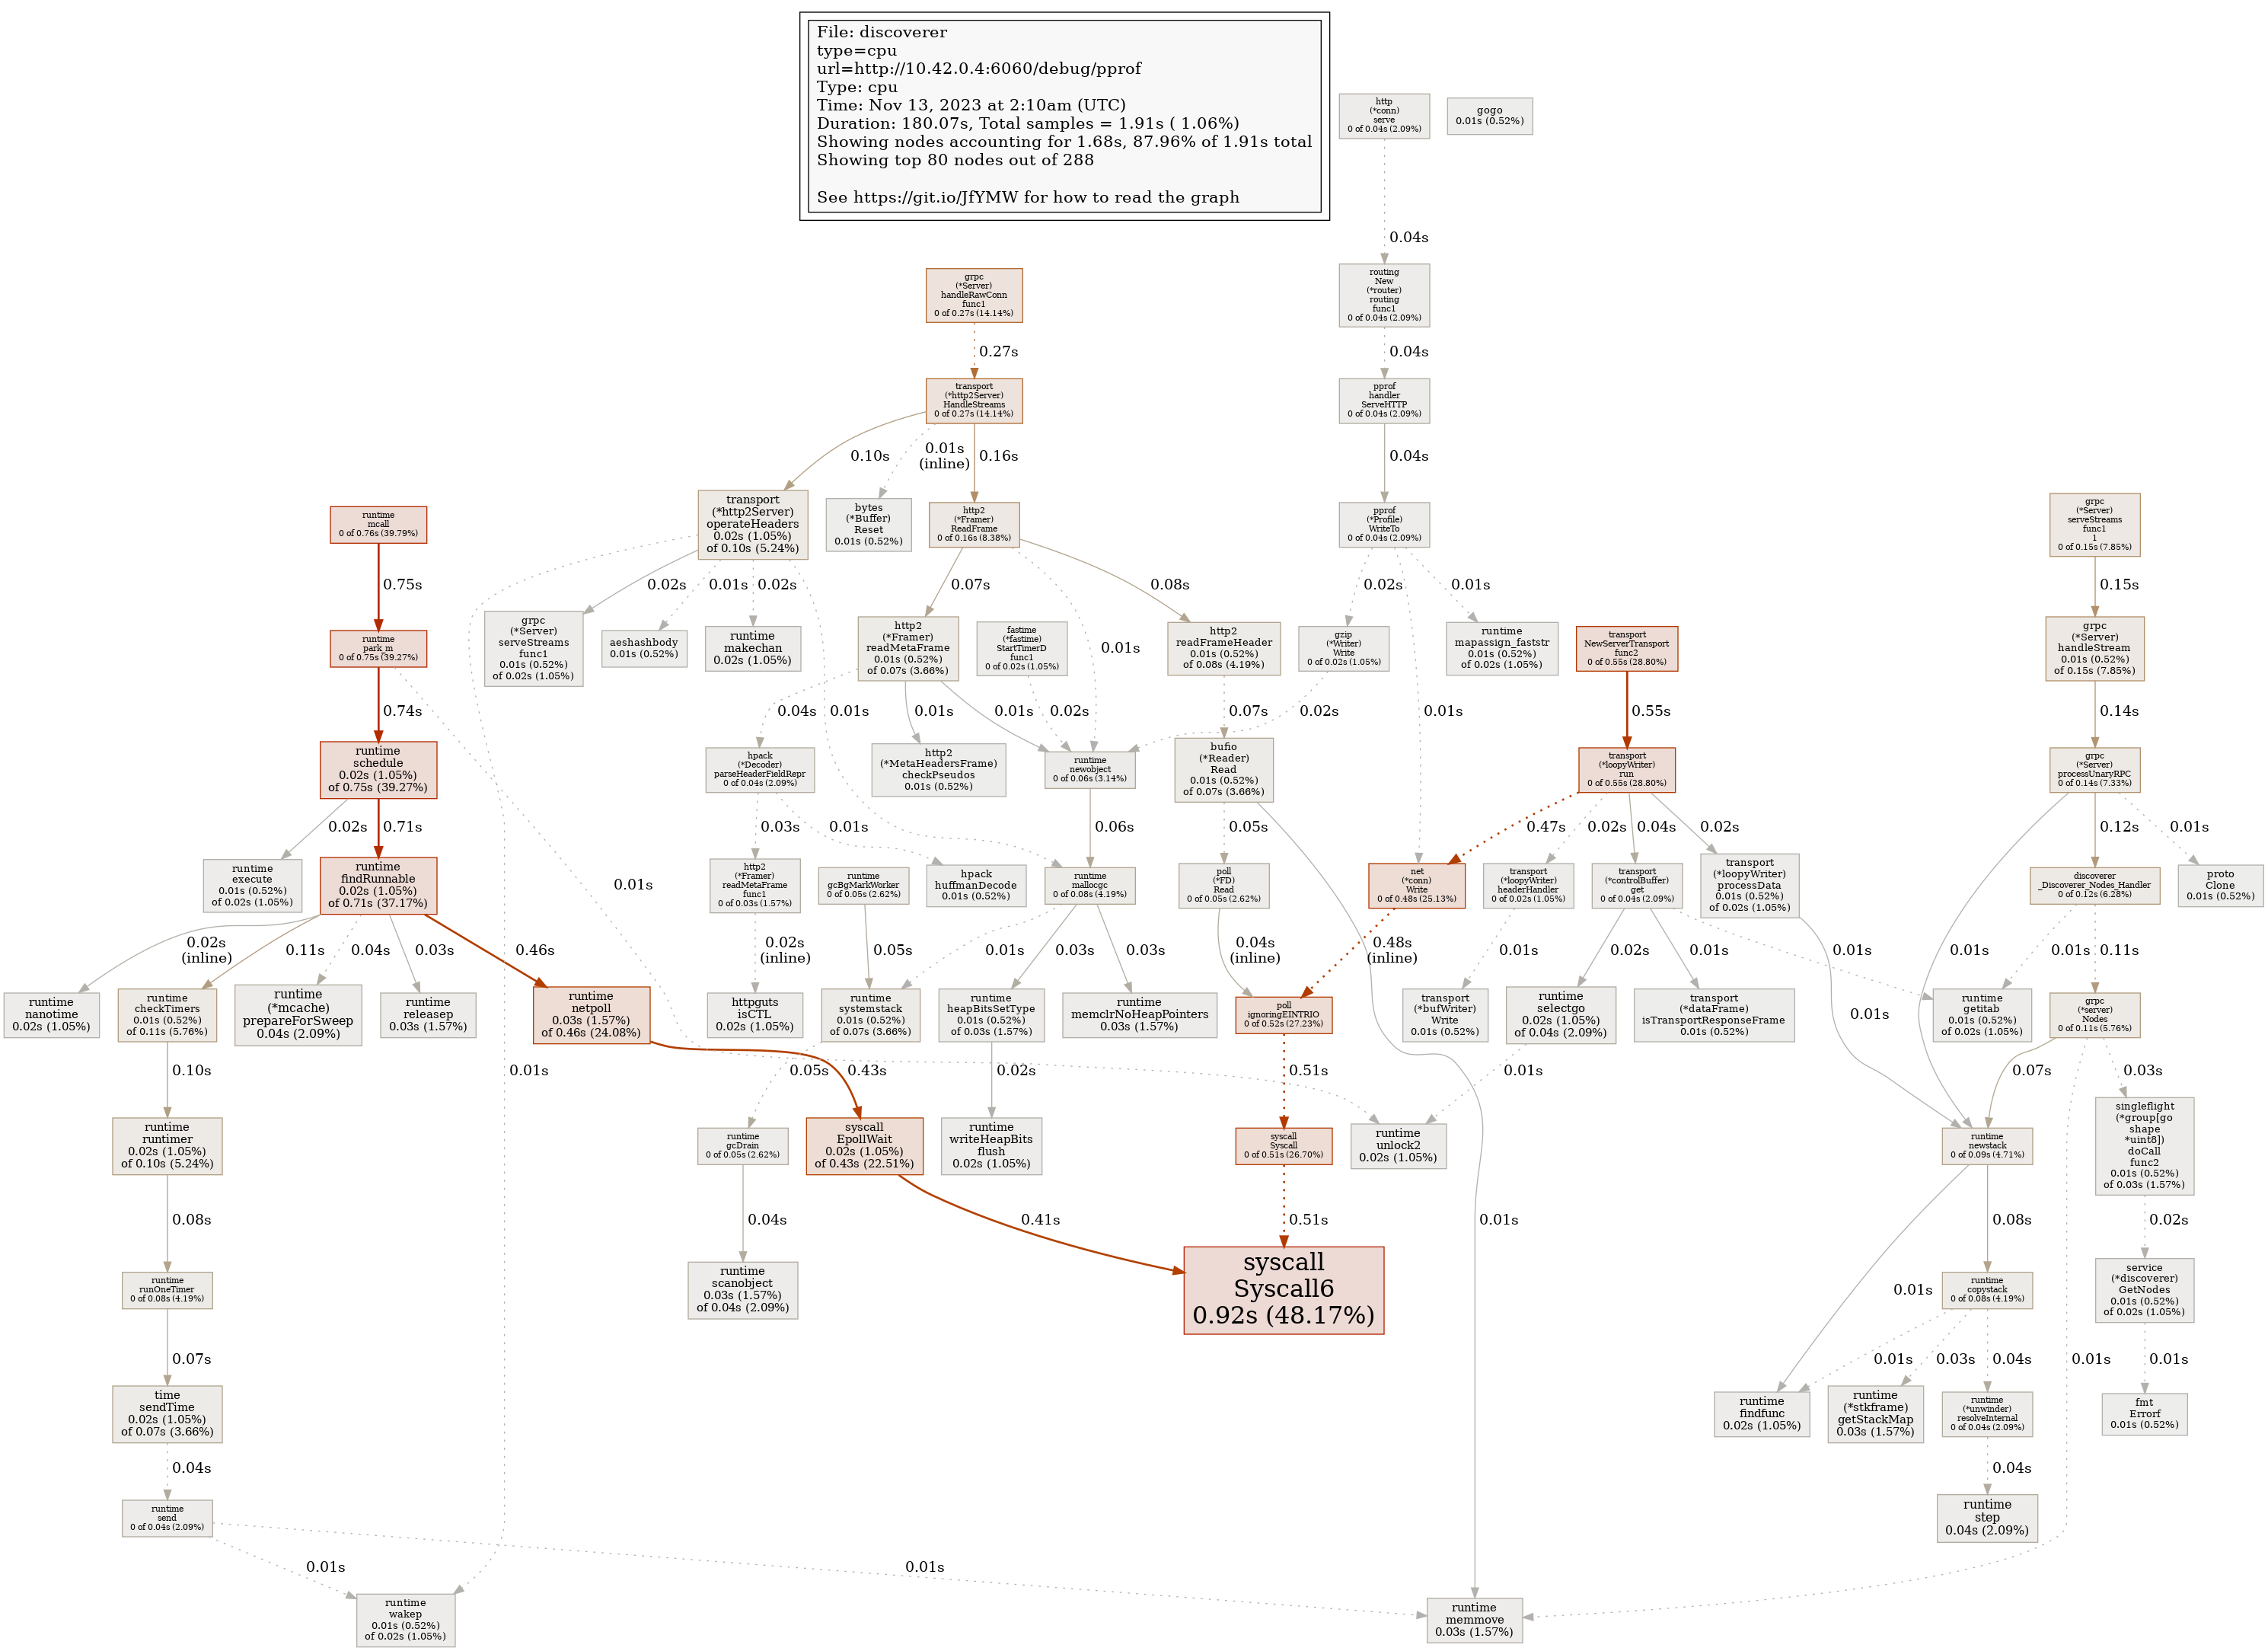 File: discoverer
type=cpu
url=http://10.42.0.4:6060/debug/pprof
Type: cpu
Time: Nov 13, 2023 at 2:10am (UTC)
Duration: 180.07s, Total samples = 1.91s ( 1.06%)
Showing nodes accounting for 1.68s, 87.96% of 1.91s total
Showing top 80 nodes out of 288
See https://git.io/JfYMW for how to read the graph
http
(*conn)
serve
0 of 0.04s (2.09%)
gogo
0.01s (0.52%)
0.04s
grpc
(*Server)
handleRawConn
func1
0 of 0.27s (14.14%)
routing
New
(*router)
routing
func1
0 of 0.04s (2.09%)
0.27s
0.04s
transport
(*http2Server)
HandleStreams
0 of 0.27s (14.14%)
pprof
handler
ServeHTTP
0 of 0.04s (2.09%)
0.10s
0.01s
(inline)
0.16s
0.04s
runtime
mcall
0 of 0.76s (39.79%)
transport
(*http2Server)
operateHeaders
0.02s (1.05%)
of 0.10s (5.24%)
bytes
(*Buffer)
Reset
0.01s (0.52%)
http2
(*Framer)
ReadFrame
0 of 0.16s (8.38%)
pprof
(*Profile)
WriteTo
0 of 0.04s (2.09%)
grpc
(*Server)
serveStreams
func1
1
0 of 0.15s (7.85%)
0.75s
0.02s
0.01s
0.02s
0.07s
0.08s
0.02s
0.01s
0.15s
runtime
park_m
0 of 0.75s (39.27%)
grpc
(*Server)
serveStreams
func1
0.01s (0.52%)
of 0.02s (1.05%)
aeshashbody
0.01s (0.52%)
runtime
makechan
0.02s (1.05%)
http2
(*Framer)
readMetaFrame
0.01s (0.52%)
of 0.07s (3.66%)
fastime
(*fastime)
StartTimerD
func1
0 of 0.02s (1.05%)
0.01s
http2
readFrameHeader
0.01s (0.52%)
of 0.08s (4.19%)
gzip
(*Writer)
Write
0 of 0.02s (1.05%)
runtime
mapassign_faststr
0.01s (0.52%)
of 0.02s (1.05%)
transport
NewServerTransport
func2
0 of 0.55s (28.80%)
grpc
(*Server)
handleStream
0.01s (0.52%)
of 0.15s (7.85%)
0.74s
0.04s
0.01s
0.01s
0.01s
0.02s
0.07s
0.02s
0.01s
0.55s
0.14s
runtime
schedule
0.02s (1.05%)
of 0.75s (39.27%)
hpack
(*Decoder)
parseHeaderFieldRepr
0 of 0.04s (2.09%)
http2
(*MetaHeadersFrame)
checkPseudos
0.01s (0.52%)
runtime
newobject
0 of 0.06s (3.14%)
bufio
(*Reader)
Read
0.01s (0.52%)
of 0.07s (3.66%)
transport
(*loopyWriter)
run
0 of 0.55s (28.80%)
grpc
(*Server)
processUnaryRPC
0 of 0.14s (7.33%)
0.02s
0.71s
0.03s
0.01s
0.06s
0.05s
0.47s
0.02s
0.04s
0.02s
0.12s
0.01s
runtime
execute
0.01s (0.52%)
of 0.02s (1.05%)
runtime
findRunnable
0.02s (1.05%)
of 0.71s (37.17%)
0.01s
http2
(*Framer)
readMetaFrame
func1
0 of 0.03s (1.57%)
runtime
gcBgMarkWorker
0 of 0.05s (2.62%)
hpack
huffmanDecode
0.01s (0.52%)
runtime
mallocgc
0 of 0.08s (4.19%)
poll
(*FD)
Read
0 of 0.05s (2.62%)
net
(*conn)
Write
0 of 0.48s (25.13%)
transport
(*loopyWriter)
headerHandler
0 of 0.02s (1.05%)
transport
(*controlBuffer)
get
0 of 0.04s (2.09%)
transport
(*loopyWriter)
processData
0.01s (0.52%)
of 0.02s (1.05%)
discoverer
_Discoverer_Nodes_Handler
0 of 0.12s (6.28%)
proto
Clone
0.01s (0.52%)
0.02s
(inline)
0.11s
0.04s
0.03s
0.46s
0.02s
(inline)
0.05s
0.01s
0.03s
0.03s
0.04s
(inline)
0.48s
(inline)
0.01s
0.02s
0.01s
0.01s
0.01s
0.01s
0.11s
runtime
nanotime
0.02s (1.05%)
runtime
checkTimers
0.01s (0.52%)
of 0.11s (5.76%)
runtime
(*mcache)
prepareForSweep
0.04s (2.09%)
runtime
releasep
0.03s (1.57%)
runtime
netpoll
0.03s (1.57%)
of 0.46s (24.08%)
httpguts
isCTL
0.02s (1.05%)
runtime
systemstack
0.01s (0.52%)
of 0.07s (3.66%)
runtime
heapBitsSetType
0.01s (0.52%)
of 0.03s (1.57%)
runtime
memclrNoHeapPointers
0.03s (1.57%)
poll
ignoringEINTRIO
0 of 0.52s (27.23%)
transport
(*bufWriter)
Write
0.01s (0.52%)
runtime
selectgo
0.02s (1.05%)
of 0.04s (2.09%)
transport
(*dataFrame)
isTransportResponseFrame
0.01s (0.52%)
0.01s
runtime
getitab
0.01s (0.52%)
of 0.02s (1.05%)
grpc
(*server)
Nodes
0 of 0.11s (5.76%)
0.10s
0.01s
0.05s
0.43s
0.02s
0.51s
0.01s
0.07s
0.03s
runtime
runtimer
0.02s (1.05%)
of 0.10s (5.24%)
runtime
gcDrain
0 of 0.05s (2.62%)
syscall
EpollWait
0.02s (1.05%)
of 0.43s (22.51%)
runtime
writeHeapBits
flush
0.02s (1.05%)
syscall
Syscall
0 of 0.51s (26.70%)
runtime
unlock2
0.02s (1.05%)
runtime
newstack
0 of 0.09s (4.71%)
singleflight
(*group[go
shape
*uint8])
doCall
func2
0.01s (0.52%)
of 0.03s (1.57%)
0.08s
0.04s
0.41s
0.51s
0.01s
0.08s
0.02s
runtime
runOneTimer
0 of 0.08s (4.19%)
runtime
scanobject
0.03s (1.57%)
of 0.04s (2.09%)
syscall
Syscall6
0.92s (48.17%)
0.01s
runtime
copystack
0 of 0.08s (4.19%)
service
(*discoverer)
GetNodes
0.01s (0.52%)
of 0.02s (1.05%)
0.07s
0.01s
0.03s
0.04s
0.01s
0.01s
time
sendTime
0.02s (1.05%)
of 0.07s (3.66%)
runtime
findfunc
0.02s (1.05%)
runtime
(*stkframe)
getStackMap
0.03s (1.57%)
runtime
(*unwinder)
resolveInternal
0 of 0.04s (2.09%)
fmt
Errorf
0.01s (0.52%)
0.04s
0.04s
runtime
send
0 of 0.04s (2.09%)
runtime
step
0.04s (2.09%)
0.01s
0.01s
runtime
wakep
0.01s (0.52%)
of 0.02s (1.05%)
runtime
memmove
0.03s (1.57%)